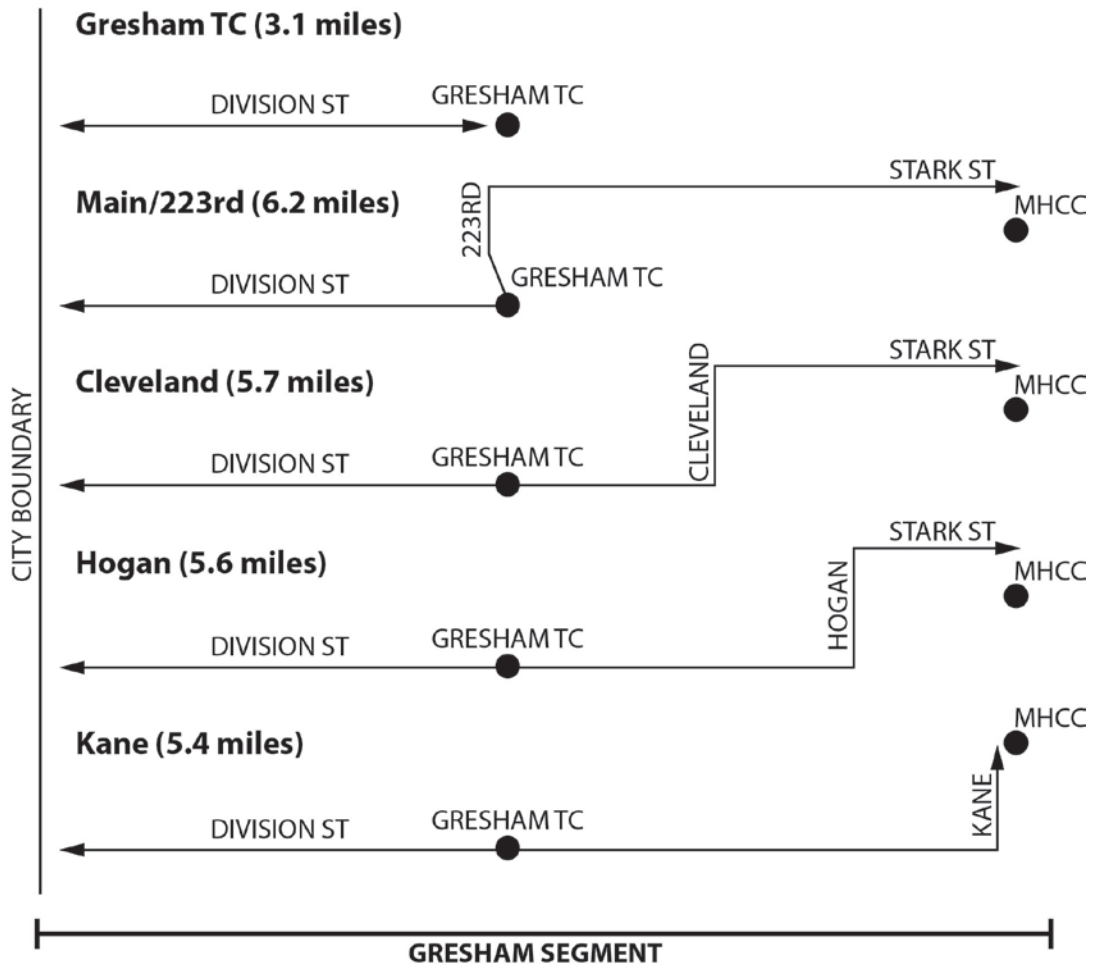 Gresham TC (3.1 miles)
DIVISION ST
GRESHAM TC
Main/223rd (6.2 miles)
223RD
STARK ST
MHCC
DIVISION ST
GRESHAM TC
Cleveland (5.7 miles)
CLEVELAND
STARK ST
MHCC
DIVISION ST
GRESHAM TC
CITY BOUNDARY
Hogan (5.6 miles)
HOGAN
STARK ST
MHCC
DIVISION ST
GRESHAM TC
Kane (5.4 miles)
MHCC
KANE
DIVISION ST
GRESHAM TC
GRESHAM SEGMENT